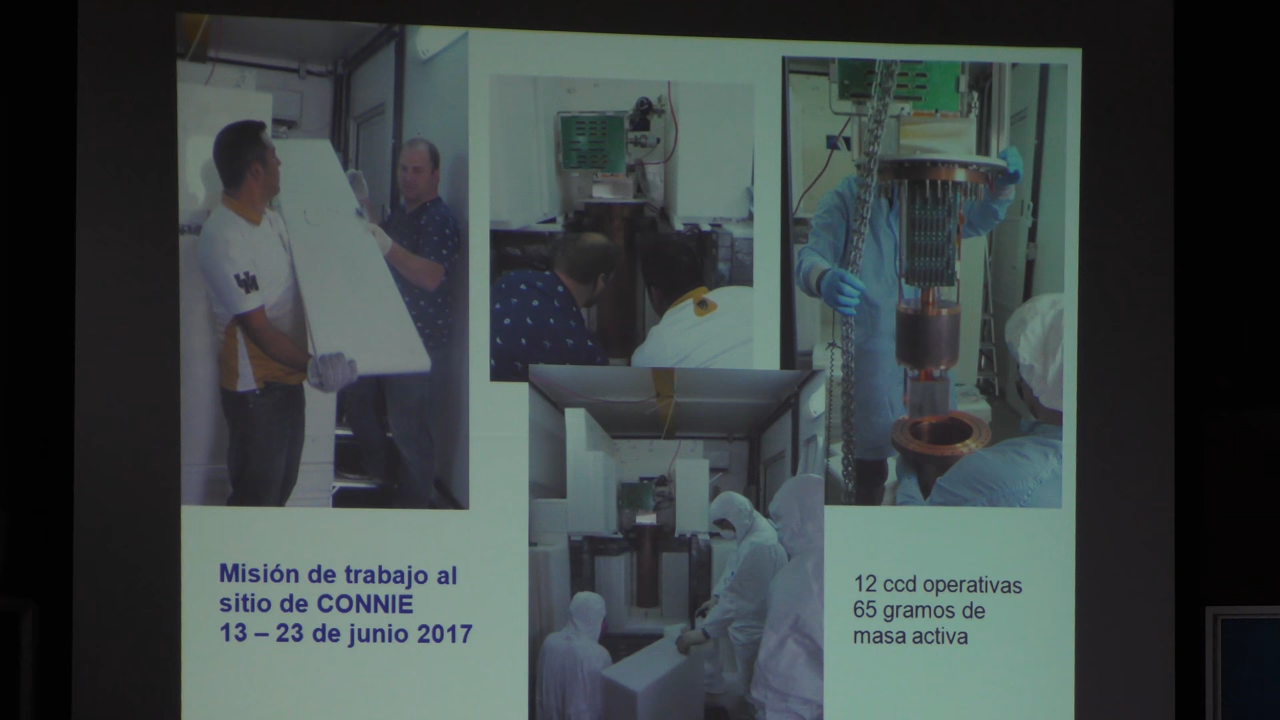 Misión de trabajo al
sitio de CONNIE
13 – 23 de junio 2017
12 ccd operativas
65 gramos de
masa activa